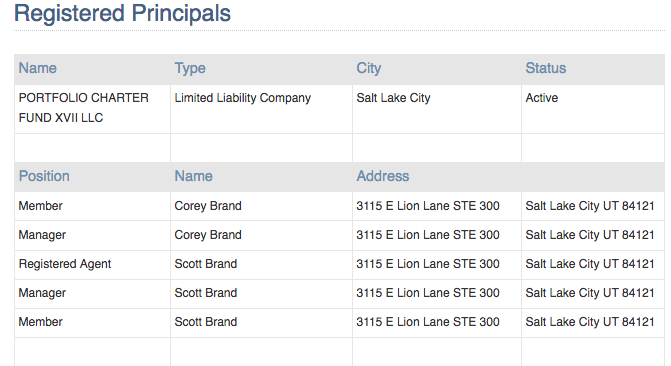 Registered Principals
Name Type City Status
PORTFOLIO CHARTER Limited Liability Company Salt Lake City Active
FUND XVII LLC
Position Name Address
Member Corey Brand 3115 E Lion Lane STE 300 Salt Lake City UT 84121
Manager Corey Brand 3115 E Lion Lane STE 300 Salt Lake City UT 84121
Registered Agent Scott Brand 3115 E Lion Lane STE 300 Salt Lake City UT 84121
Manager Scott Brand 3115 E Lion Lane STE 300 Salt Lake City UT 84121
Member Scott Brand 3115 E Lion Lane STE 300 Salt Lake City UT 84121